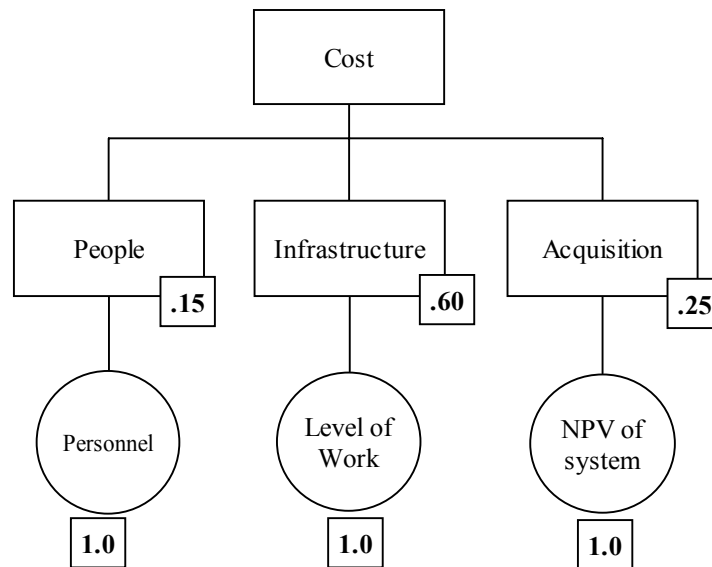 Cost
People
Infrastructure
Acquisition
.15
.60
.25
Personnel
Level of
Work
NPV of
system
1.0
1.0
1.0